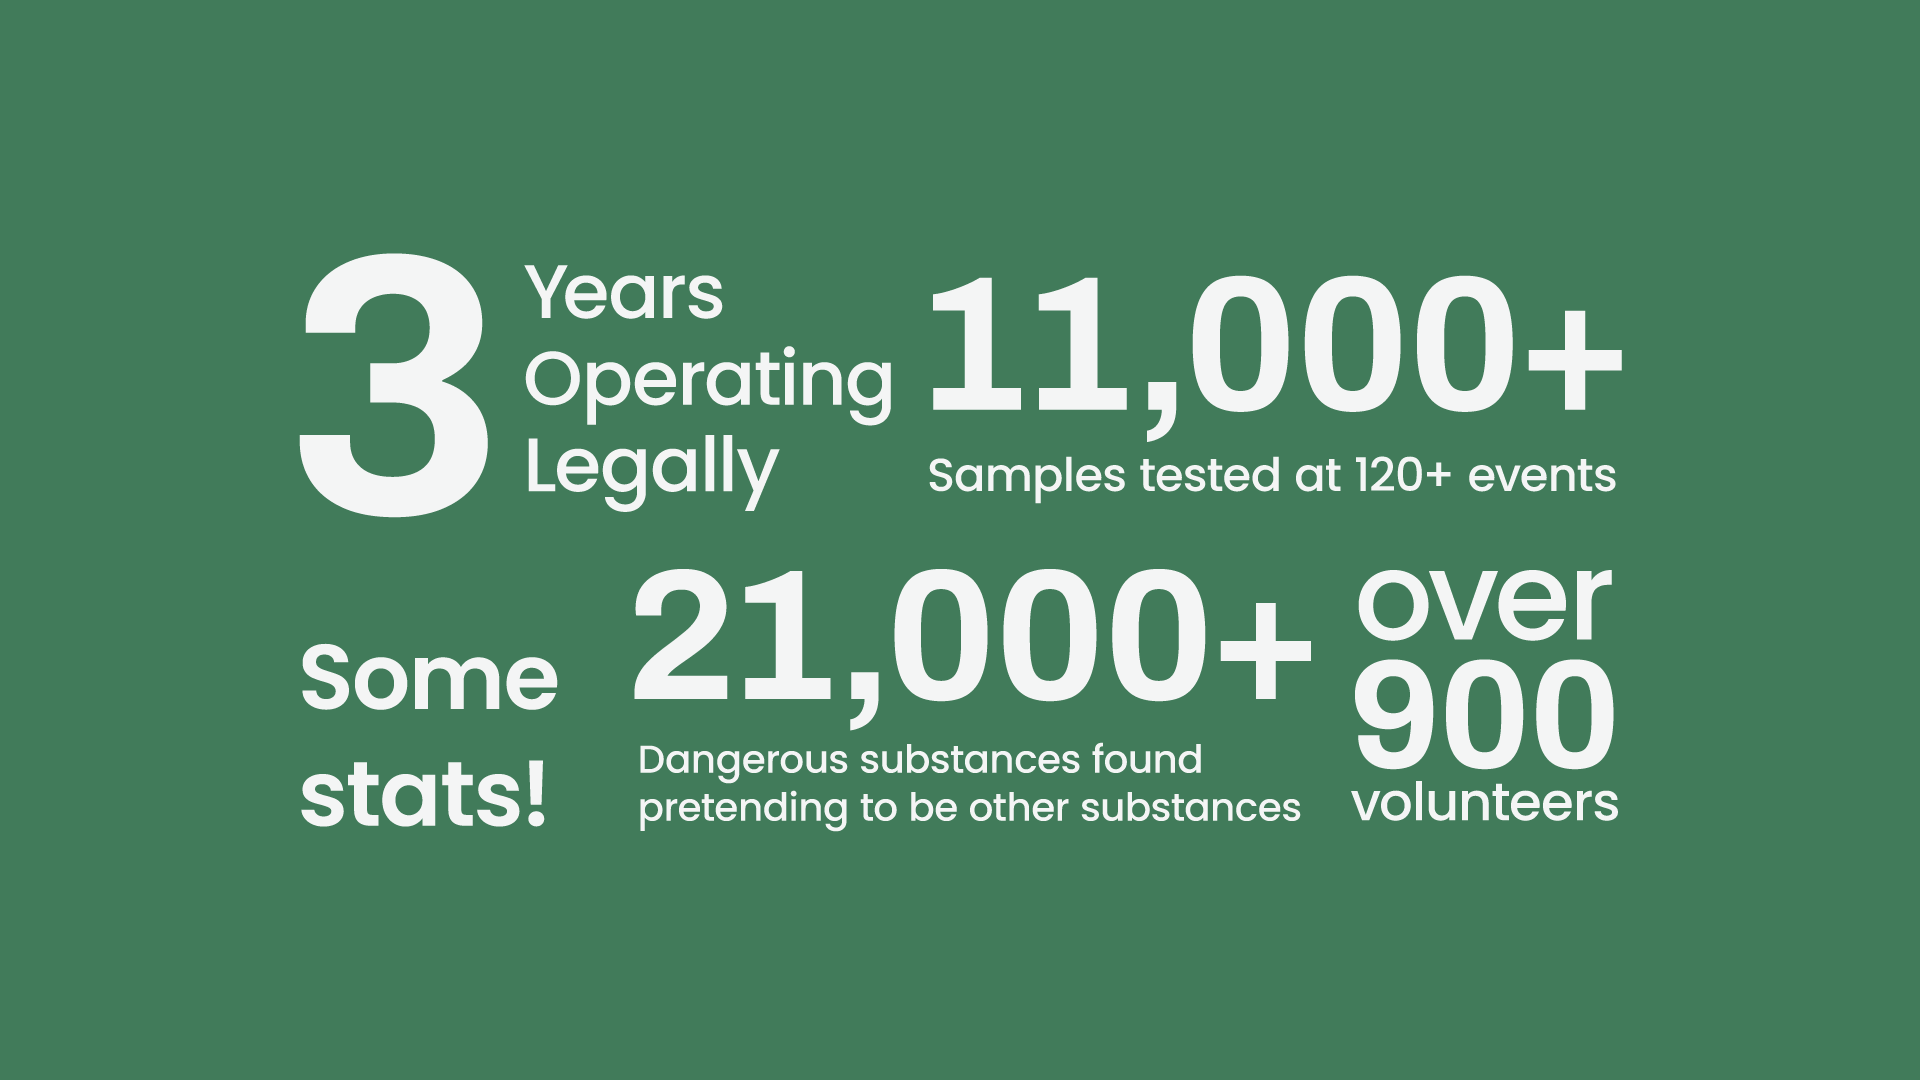 3
Years
Operating
Legally
11,000+
Samples tested at 120+ events
Some
stats!
21,000+
Dangerous substances found
pretending to be other substances
over
900
volunteers